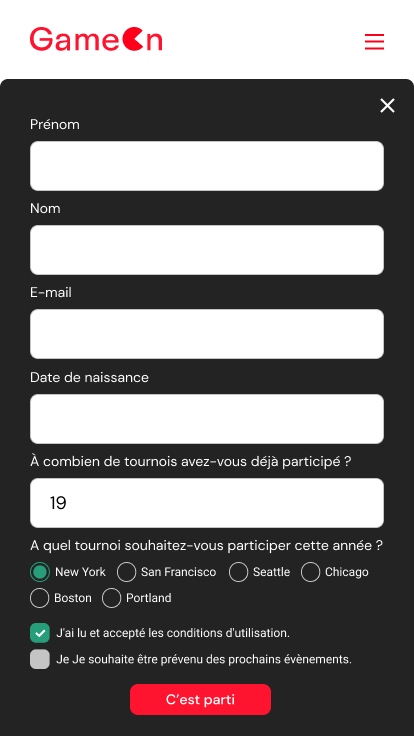 GameOn
Prénom
Nom
E-mail
Date de naissance
À combien de tournois avez-vous déjà participé ?
19
A quel tournoi souhaitez-vous participer cette année ?
New York San Francisco Seattle Chicago
Boston Portland
J'ai lu et accepté les conditions d'utilisation.
Je Je souhaite être prévenu des prochains évènements.
C'est parti